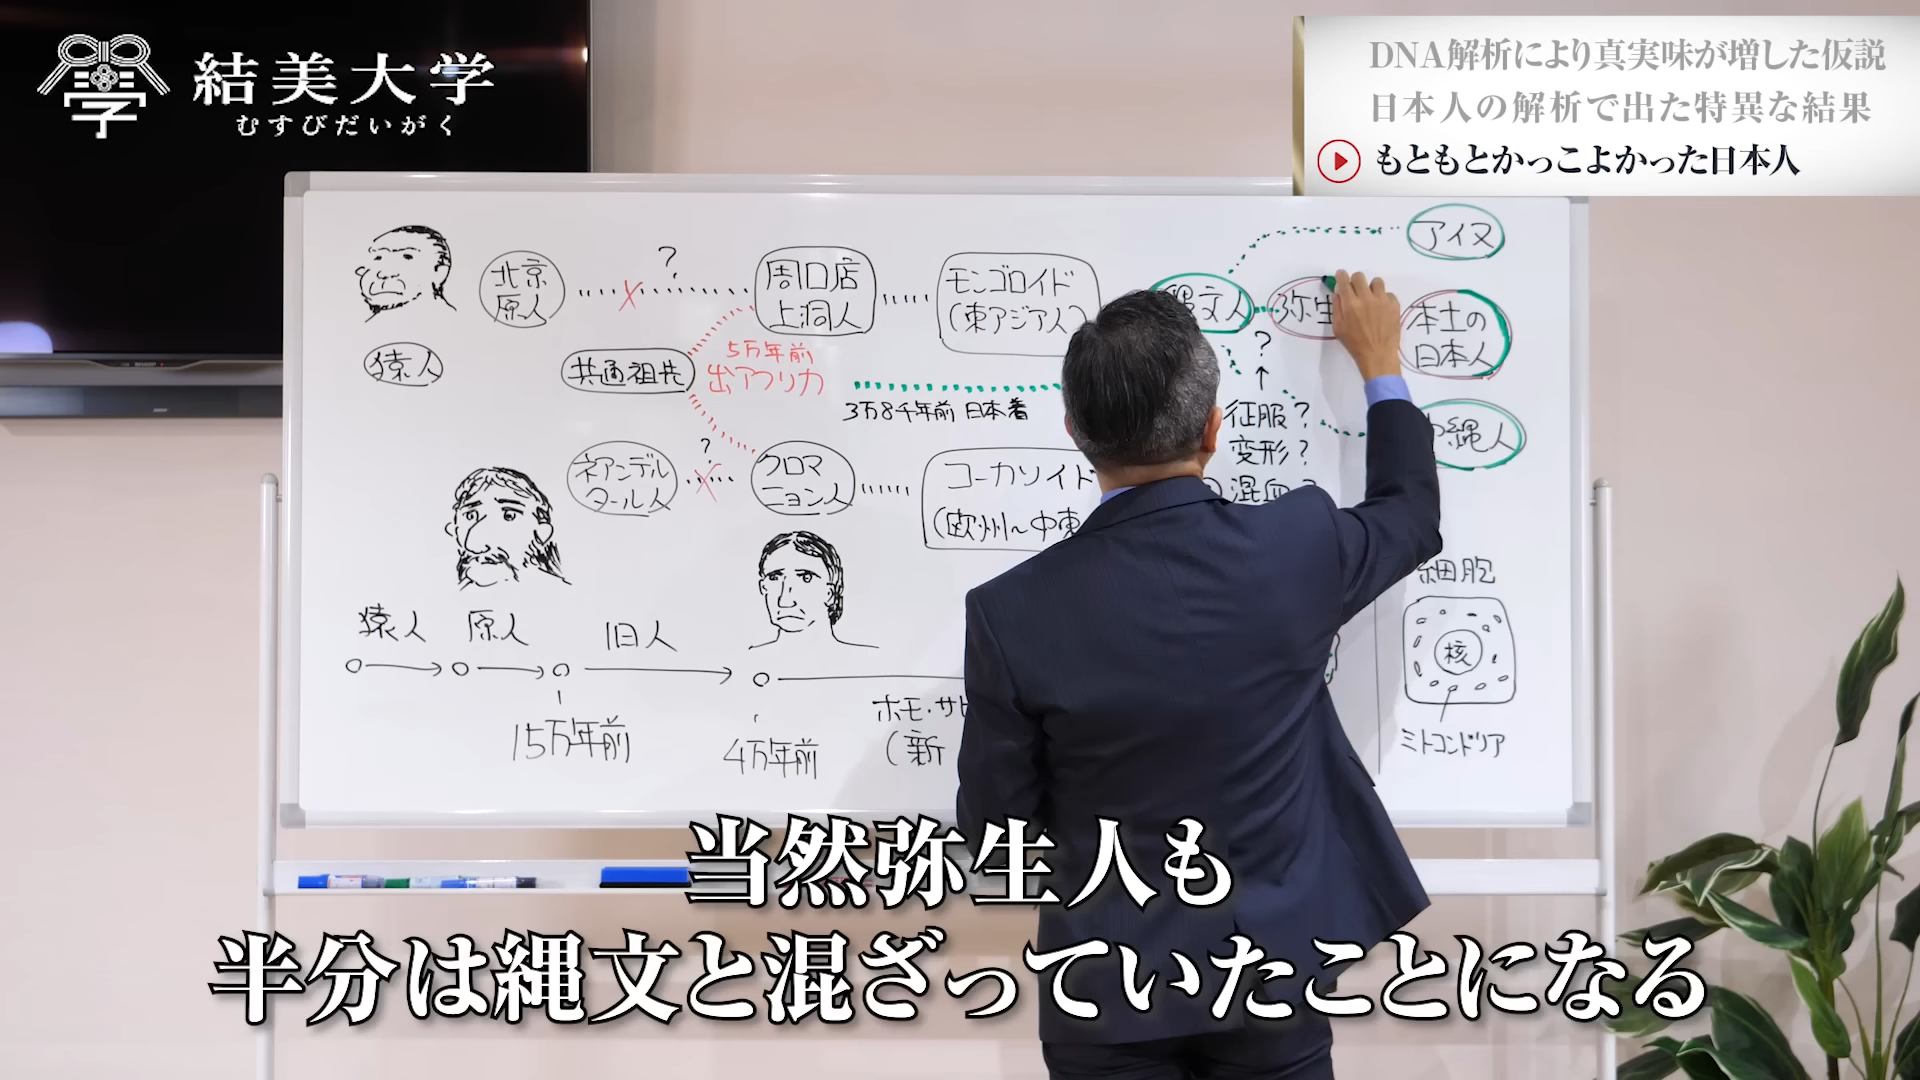 結美大学
むすびだいがく
DNA解析により真実味が増した仮説
日本人の解析で出た特異な結果
もともとかっこよかった日本人
北京
原人
?
周口店
上洞人
モンゴロイド
(東アジア人)
縄文人
弥生
アイヌ
本土の
日本人
縄人
猿人
共通祖先
5万年前
出アフリカ
3万8千年前 日本着
?
征服?
変形?
混血?
ネアンデル
タール人
?
クロマ
ニョン人
コーカソイド
(欧州~中東
猿人
原人
旧人
15万年前
4万年前
ホモ・サピ
(新
細胞
核
ミトコンドリア
当然弥生人も
半分は縄文と混ざっていたことになる